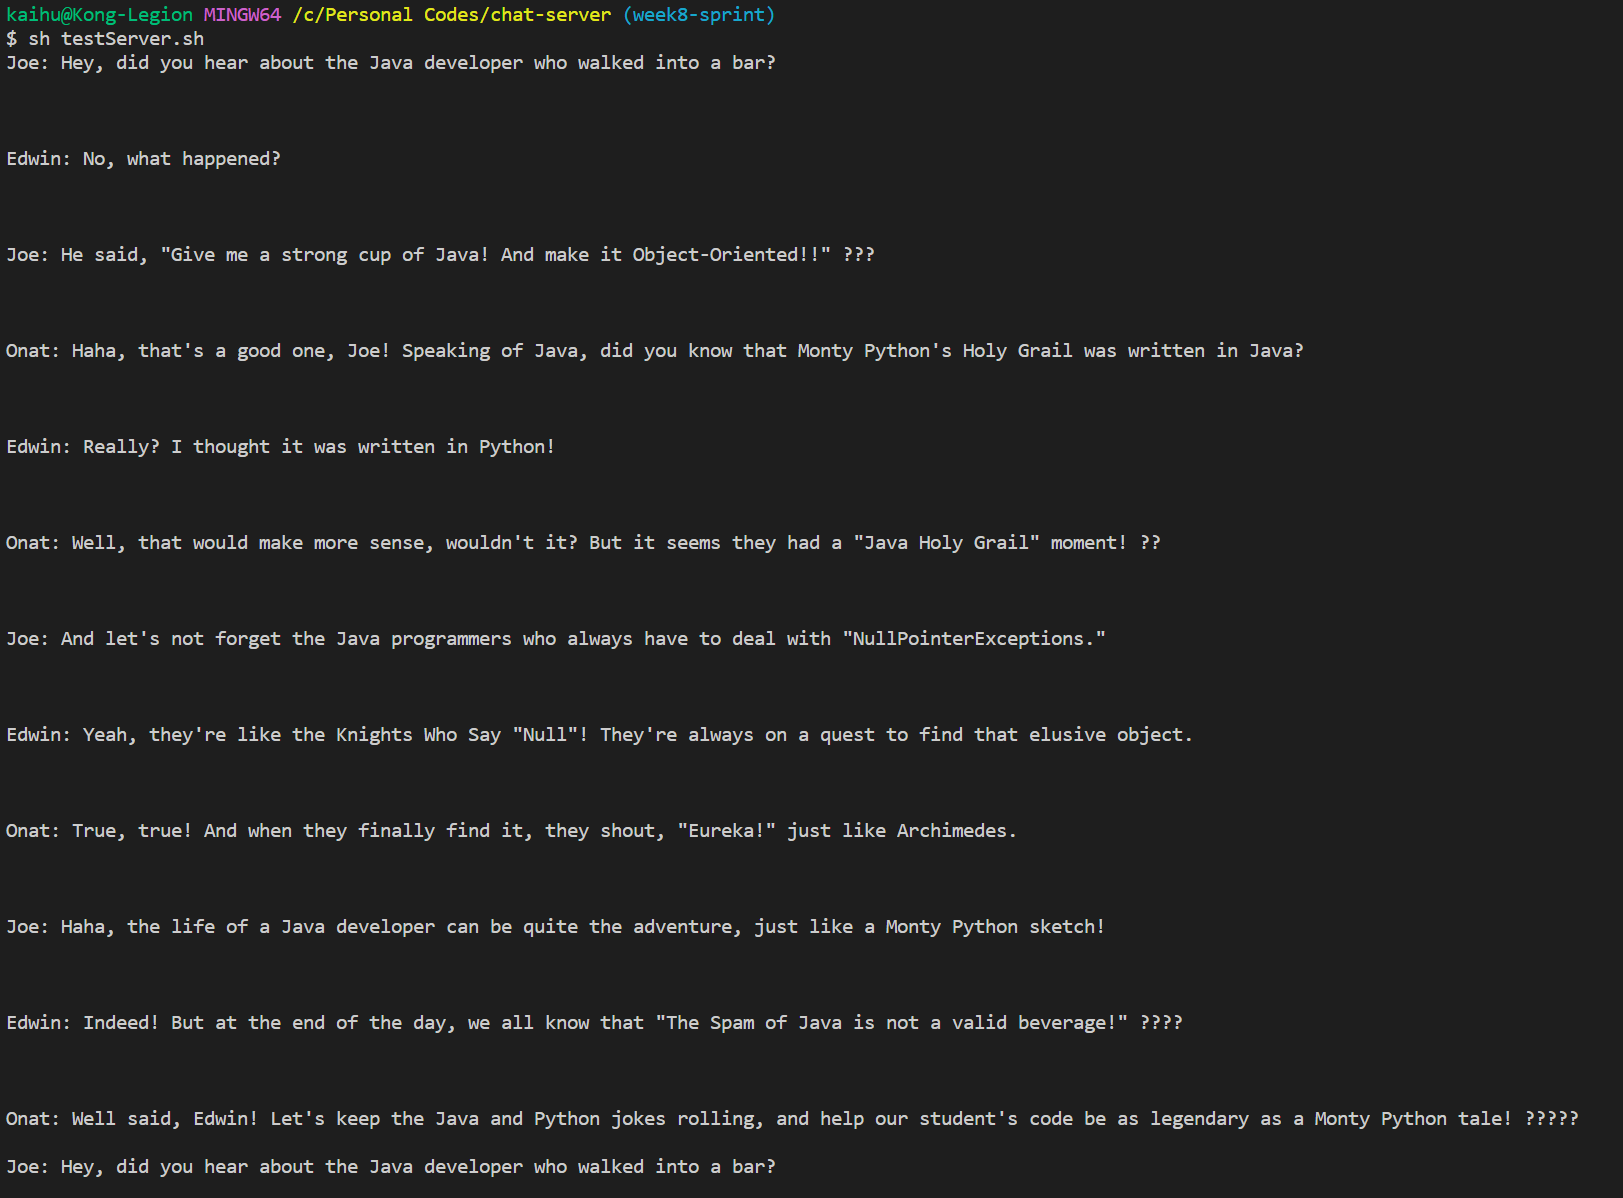 kaihu@Kong-Legion MINGW64 /c/Personal Codes/chat-server (week8-sprint)
$ sh testServer.sh
Joe: Hey, did you hear about the Java developer who walked into a bar?
Edwin: No, what happened?
Joe: He said, "Give me a strong cup of Java! And make it Object-Oriented!!" ???
Onat: Haha, that's a good one, Joe! Speaking of Java, did you know that Monty Python's Holy Grail was written in Java?
Edwin: Really? I thought it was written in Python!
Onat: Well, that would make more sense, wouldn't it? But it seems they had a "Java Holy Grail" moment! ??
Joe: And let's not forget the Java programmers who always have to deal with "NullPointerExceptions."
Edwin: Yeah, they're like the Knights Who Say "Null"! They're always on a quest to find that elusive object.
Onat: True, true! And when they finally find it, they shout, "Eureka!" just like Archimedes.
Joe: Haha, the life of a Java developer can be quite the adventure, just like a Monty Python sketch!
Edwin: Indeed! But at the end of the day, we all know that "The Spam of Java is not a valid beverage!" ????
Onat: Well said, Edwin! Let's keep the Java and Python jokes rolling, and help our student's code be as legendary as a Monty Python tale! ?????
Joe: Hey, did you hear about the Java developer who walked into a bar?